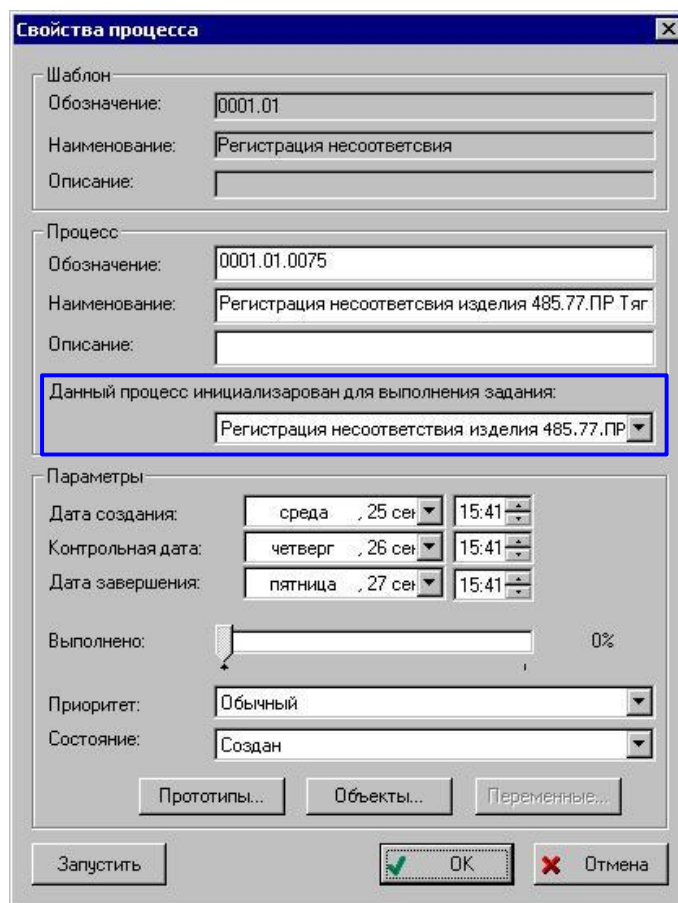 Свойства процесса
Шаблон
Обозначение: 0001.01
Наименование: Регистрация несоответсвия
Описание:
Процесс
Обозначение: 0001.01.0075
Наименование: Регистрация несоответсвия изделия 485.77.ПР Тяг
Описание:
Данный процесс инициализарован для выполнения задания:
Регистрация несоответствия изделия 485.77.ПР
Параметры
Дата создания: среда , 25 сен 15:41
Контрольная дата: четверг , 26 сен 15:41
Дата завершения: пятница , 27 сен 15:41
Выполнено: 0%
Приоритет: Обычный
Состояние: Создан
Прототипы... Объекты... Переменные...
Запустить OK Отмена